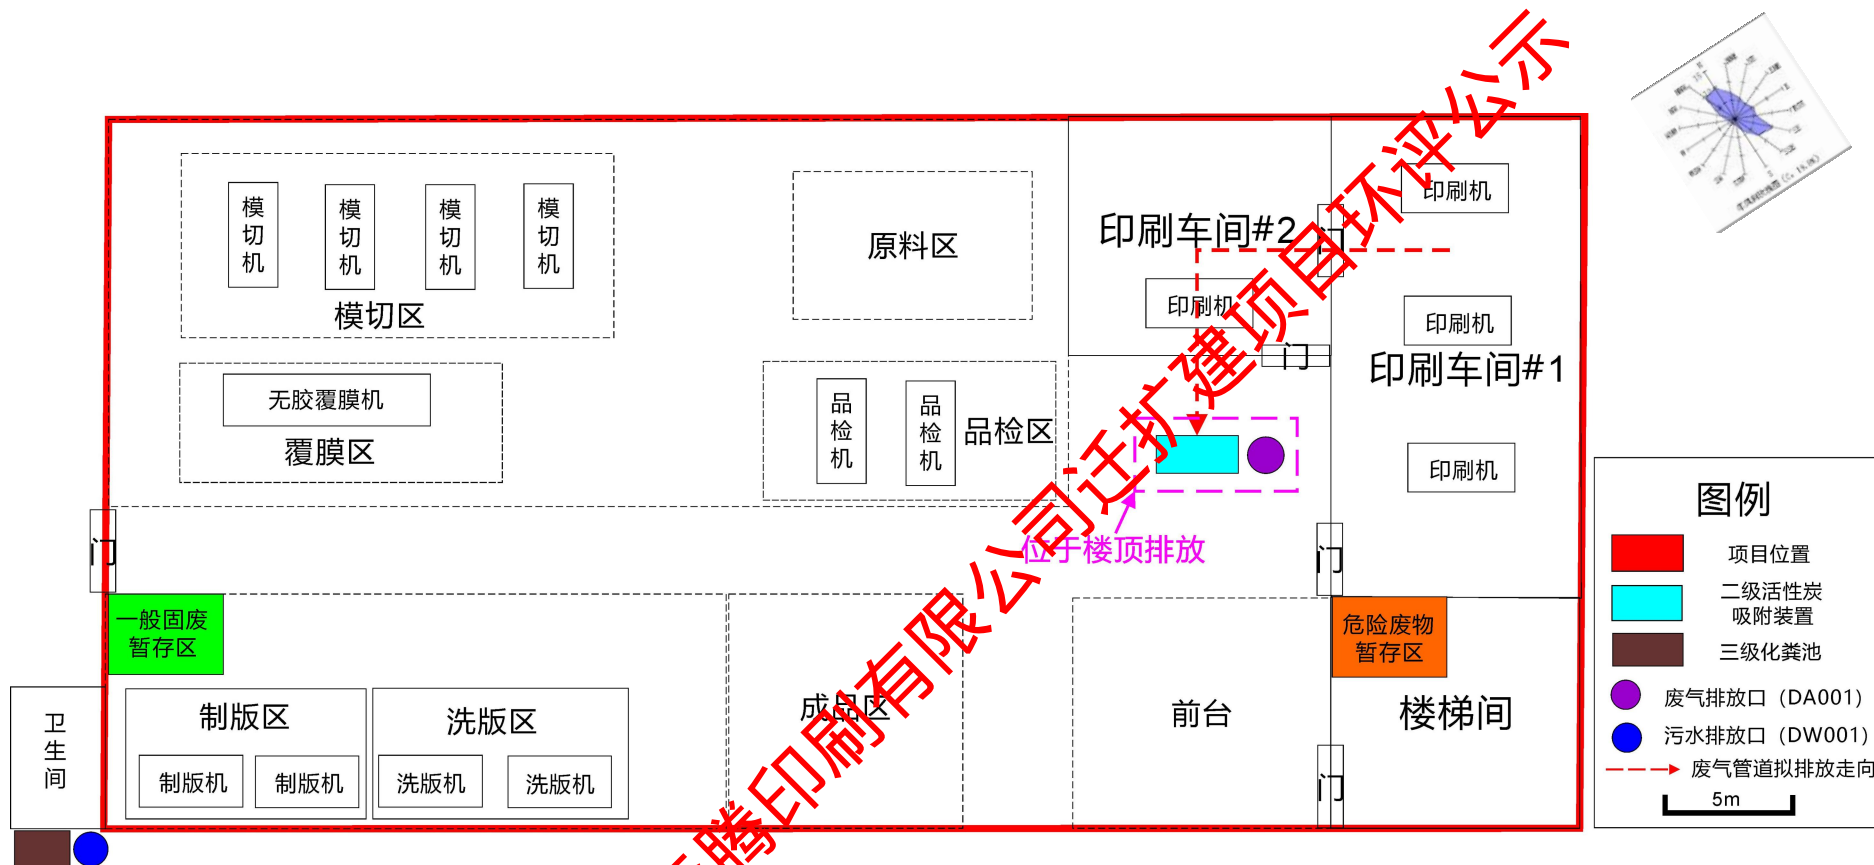 模切机
模切机
模切机
模切机
模切区
原料区
印刷车间#2
门
印刷机
印刷机
印刷机
门
印刷车间#1
无胶覆膜机
覆膜区
品检机
品检机
品检区
印刷机
位于楼顶排放
门
门
一般固废
暂存区
危险废物
暂存区
制版区
洗版区
成品区
前台
楼梯间
卫生间
制版机
制版机
洗版机
洗版机
门
图例
项目位置
二级活性炭
吸附装置
三级化粪池
废气排放口（DA001）
污水排放口（DW001）
废气管道拟排放走向
5m
腾印刷有限公司迁扩建项目环评公示